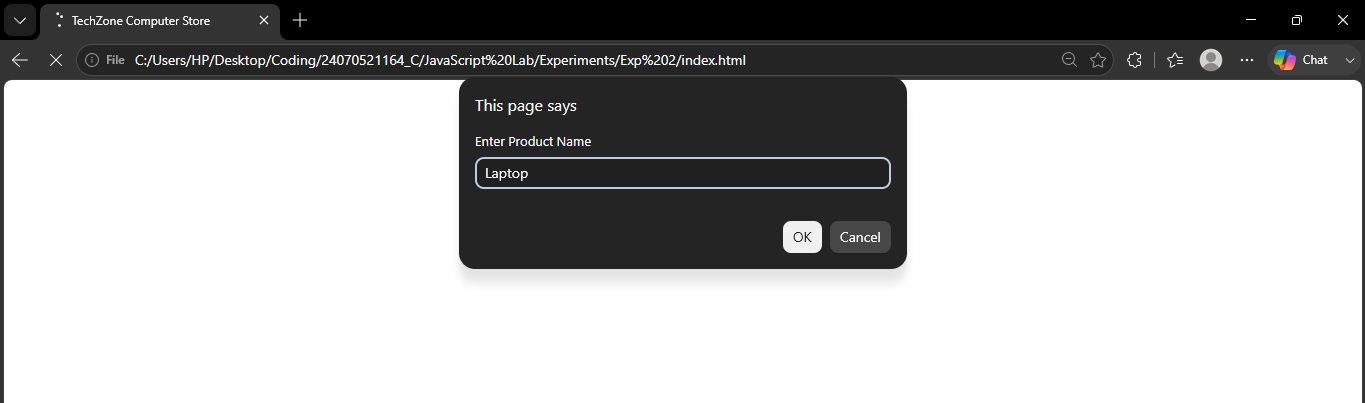 TechZone Computer Store
File C:/Users/HP/Desktop/Coding/24070521164_C/JavaScript%20Lab/Experiments/Exp%202/index.html
Chat
This page says
Enter Product Name
Laptop
OK Cancel